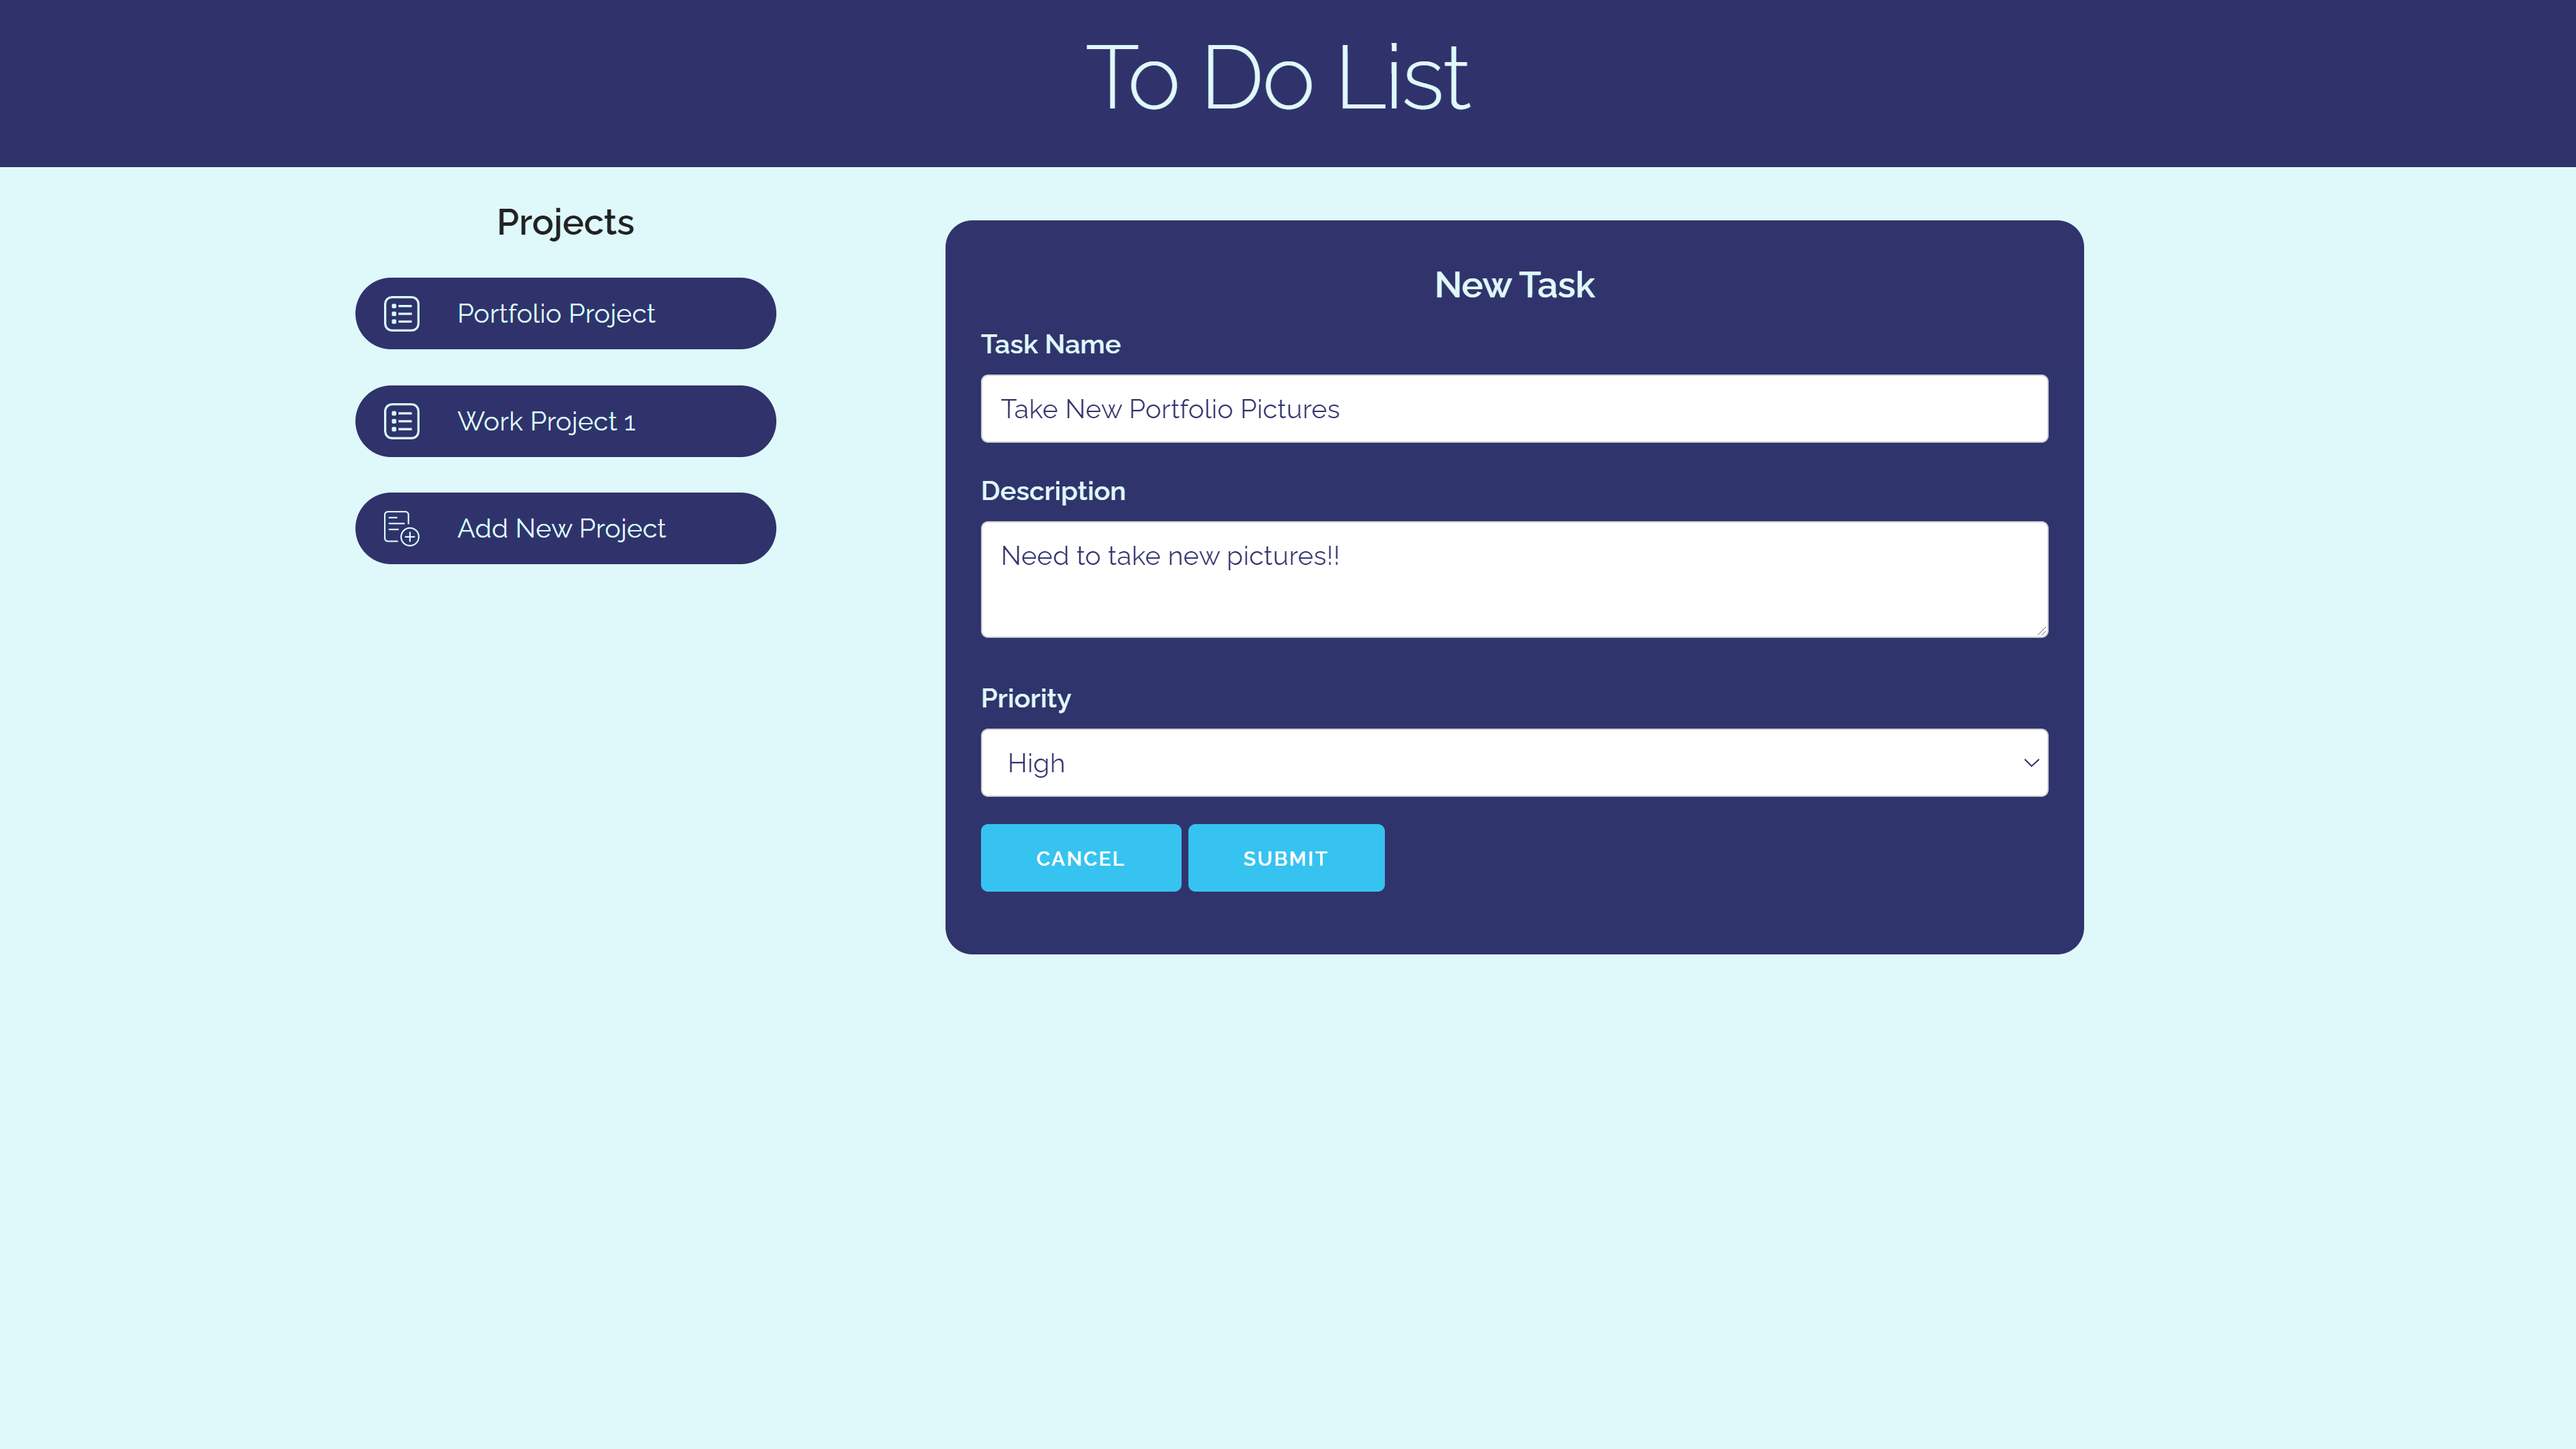 To Do List
Projects
Portfolio Project
Work Project 1
Add New Project
New Task
Task Name
Take New Portfolio Pictures
Description
Need to take new pictures!!
Priority
High
CANCEL SUBMIT